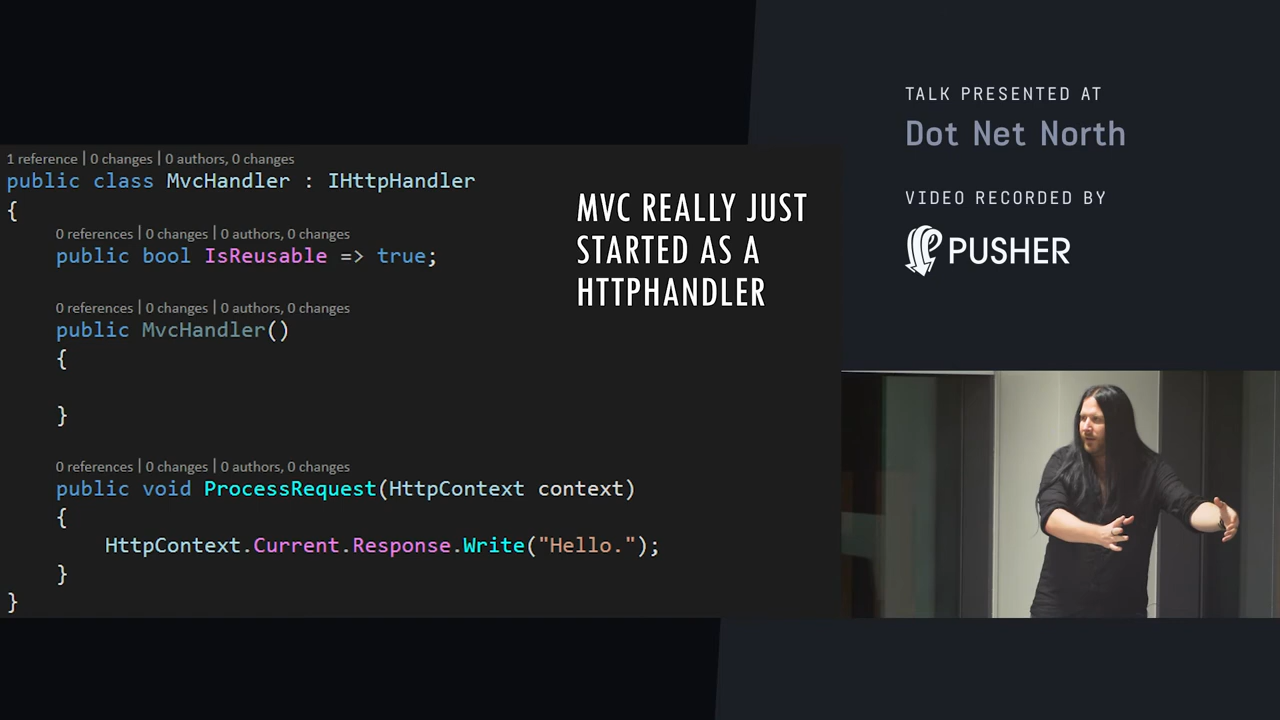 1 reference | 0 changes | 0 authors, 0 changes
public class MvcHandler : IHttpHandler
{
0 references | 0 changes | 0 authors, 0 changes
public bool IsReusable => true;
0 references | 0 changes | 0 authors, 0 changes
public MvcHandler()
{
}
0 references | 0 changes | 0 authors, 0 changes
public void ProcessRequest(HttpContext context)
{
HttpContext.Current.Response.Write("Hello.");
}
}
MVC REALLY JUST
STARTED AS A
HTTPHANDLER
TALK PRESENTED AT
Dot Net North
VIDEO RECORDED BY
PUSHER